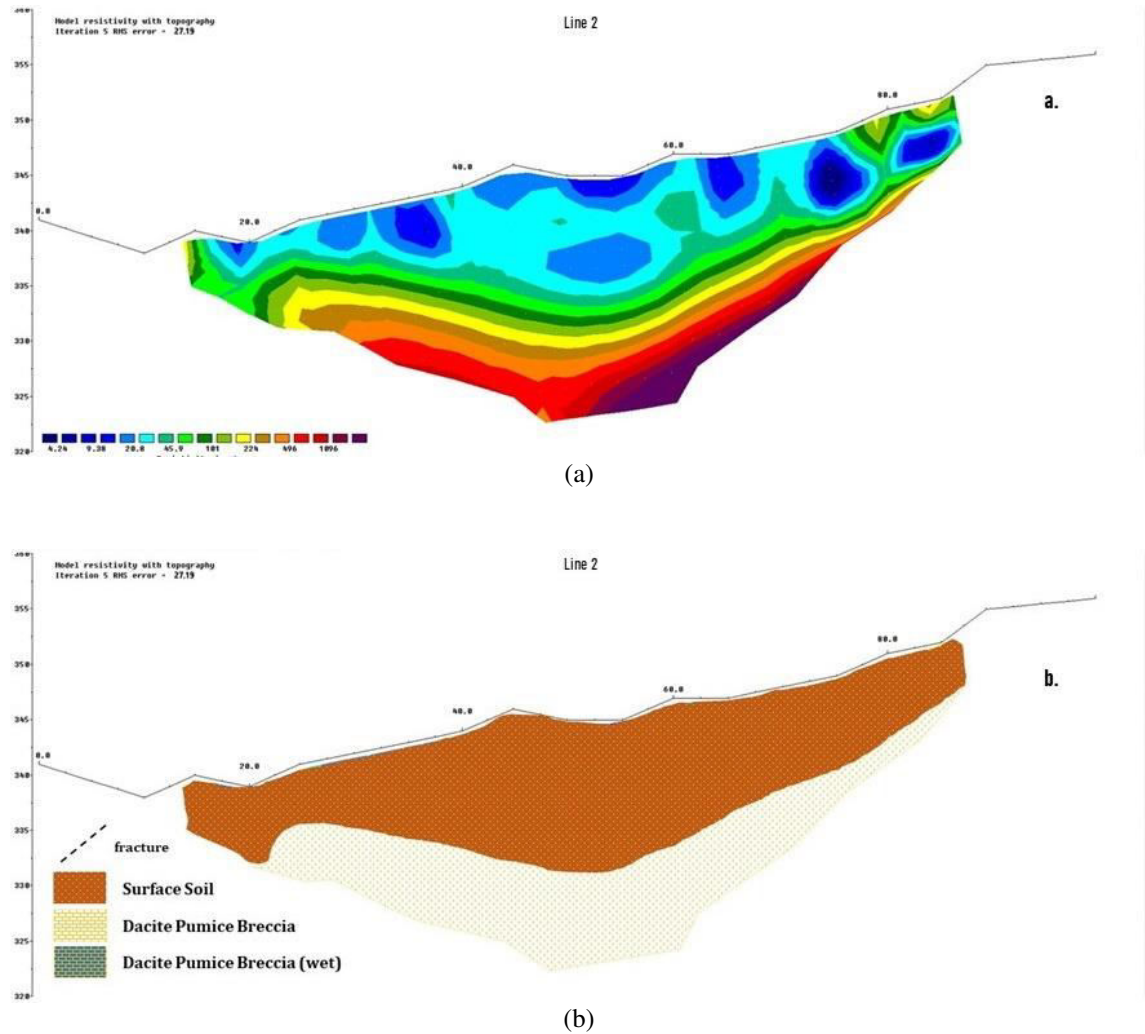 Model resistivity with topography
Iteration 5 RMS error = 27.19
Line 2
a.
355
350
345
340
335
330
325
320
0.0
20.0
40.0
60.0
80.0
4.24 9.38 20.0 45.9 101 224 496 1096
(a)
Model resistivity with topography
Iteration 5 RMS error = 27.19
Line 2
b.
355
350
345
340
335
330
325
320
0.0
20.0
40.0
60.0
80.0
fracture
Surface Soil
Dacite Pumice Breccia
Dacite Pumice Breccia (wet)
(b)